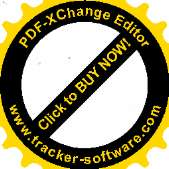 PDF-XChange Editor
Click to BUY NOW!
www.tracker-software.com